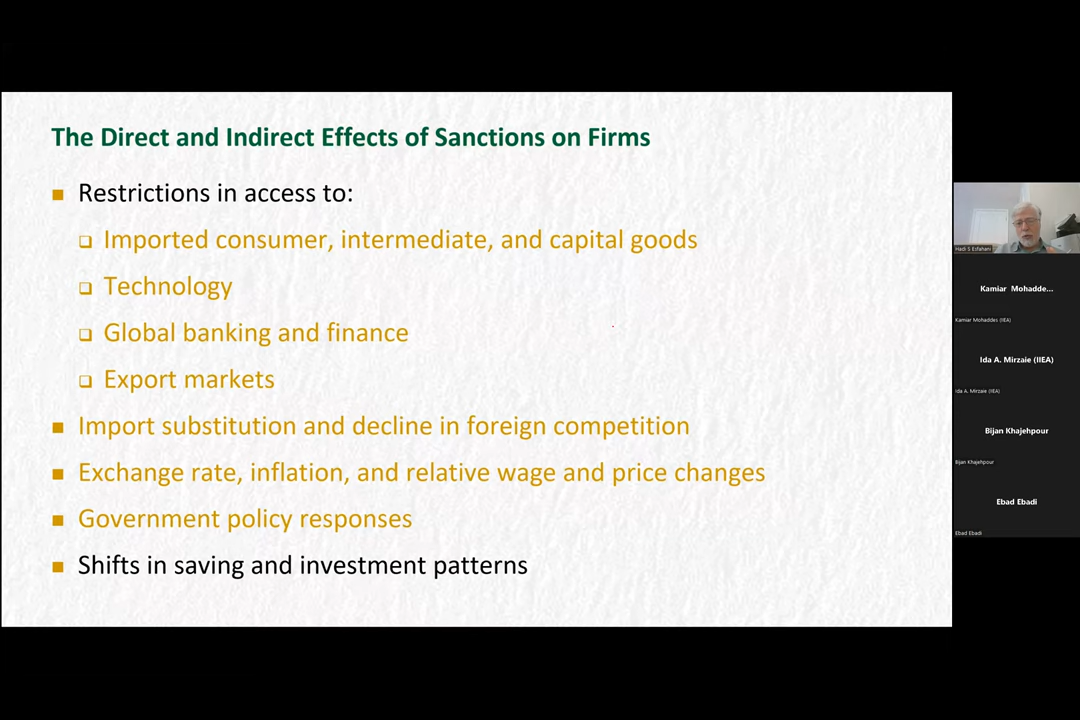 The Direct and Indirect Effects of Sanctions on Firms
Restrictions in access to:
Imported consumer, intermediate, and capital goods
Technology
Global banking and finance
Export markets
Import substitution and decline in foreign competition
Exchange rate, inflation, and relative wage and price changes
Government policy responses
Shifts in saving and investment patterns
Hadi S Esfahani
Kamiar Mohadde...
Kamiar Mohaddes (IIEA)
Ida A. Mirzaie (IIEA)
Ida A. Mirzaie (IIEA)
Bijan Khajehpour
Bijan Khajehpour
Ebad Ebadi
Ebad Ebadi